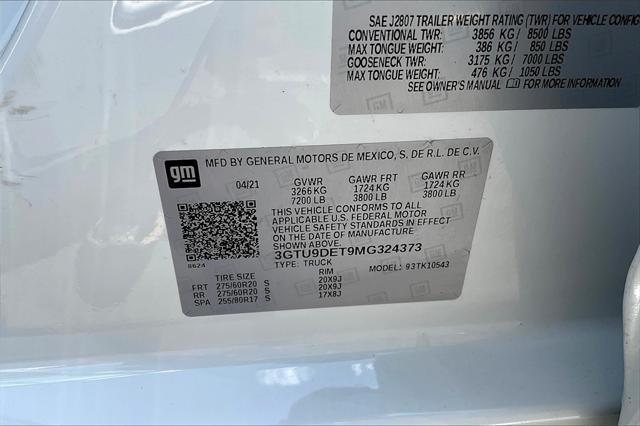 SAE J2807 TRAILER WEIGHT RATING (TWR) FOR VEHICLE CONFIG
CONVENTIONAL TWR: 3856 KG / 8500 LBS
MAX TONGUE WEIGHT: 386 KG / 850 LBS
GOOSENECK TWR: 3175 KG / 7000 LBS
MAX TONGUE WEIGHT: 476 KG / 1050 LBS
SEE OWNER'S MANUAL FOR MORE INFORMATION
gm MFD BY GENERAL MOTORS DE MEXICO, S. DE R.L. DE C.V.
04/21 GVWR GAWR FRT GAWR RR
3266 KG 1724 KG 1724 KG
7200 LB 3800 LB 3800 LB
THIS VEHICLE CONFORMS TO ALL
APPLICABLE U.S. FEDERAL MOTOR
VEHICLE SAFETY STANDARDS IN EFFECT
ON THE DATE OF MANUFACTURE SHOWN ABOVE.
3GTU9DET9MG324373
8624 TYPE: TRUCK MODEL: 93TK10543
TIRE SIZE RIM
FRT 275/60R20 S 20X9J
RR 275/60R20 S 20X9J
SPA 255/80R17 S 17X8J